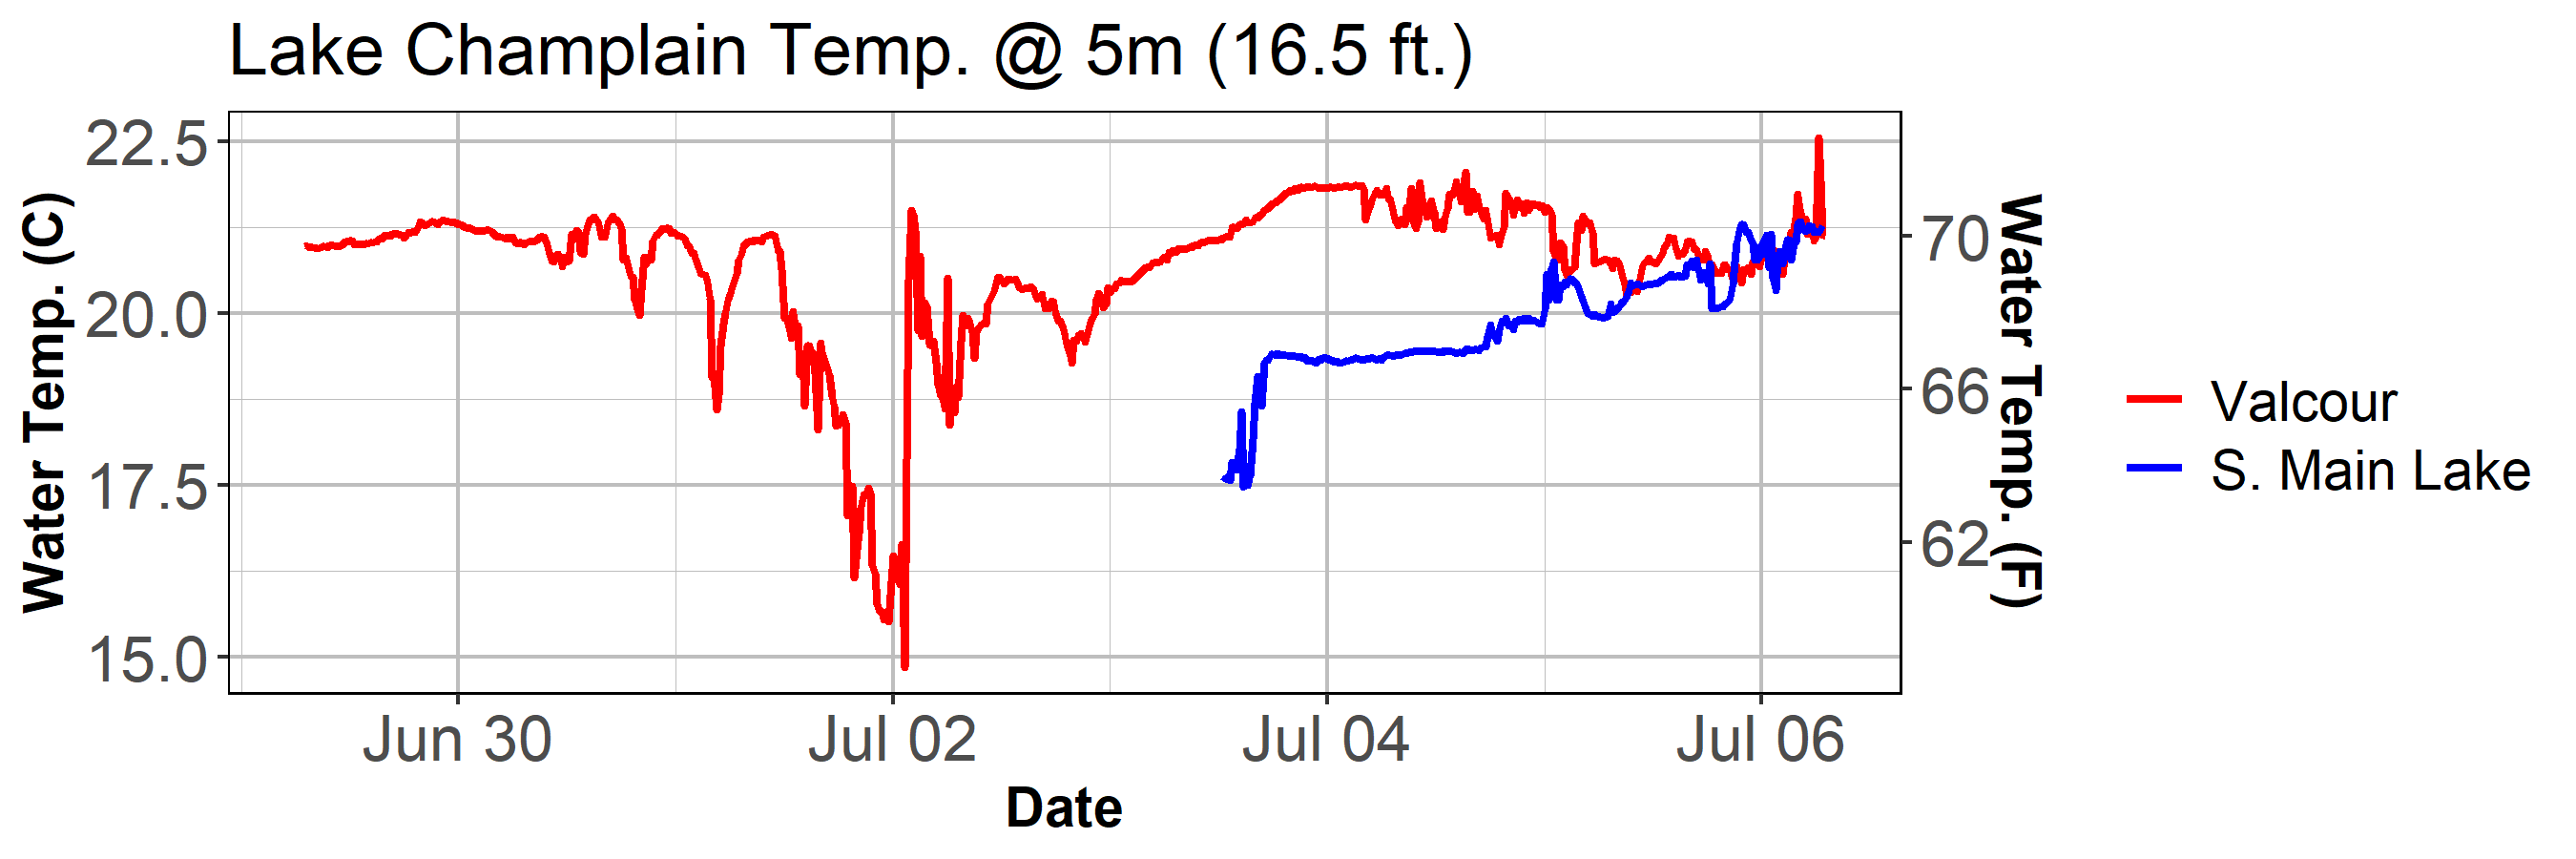 Lake Champlain Temp. @ 5m (16.5 ft.)
Water Temp. (C)
22.5
20.0
17.5
15.0
Jun 30
Jul 02
Jul 04
Jul 06
Date
70
66
62
Water Temp. (F)
Valcour
S. Main Lake